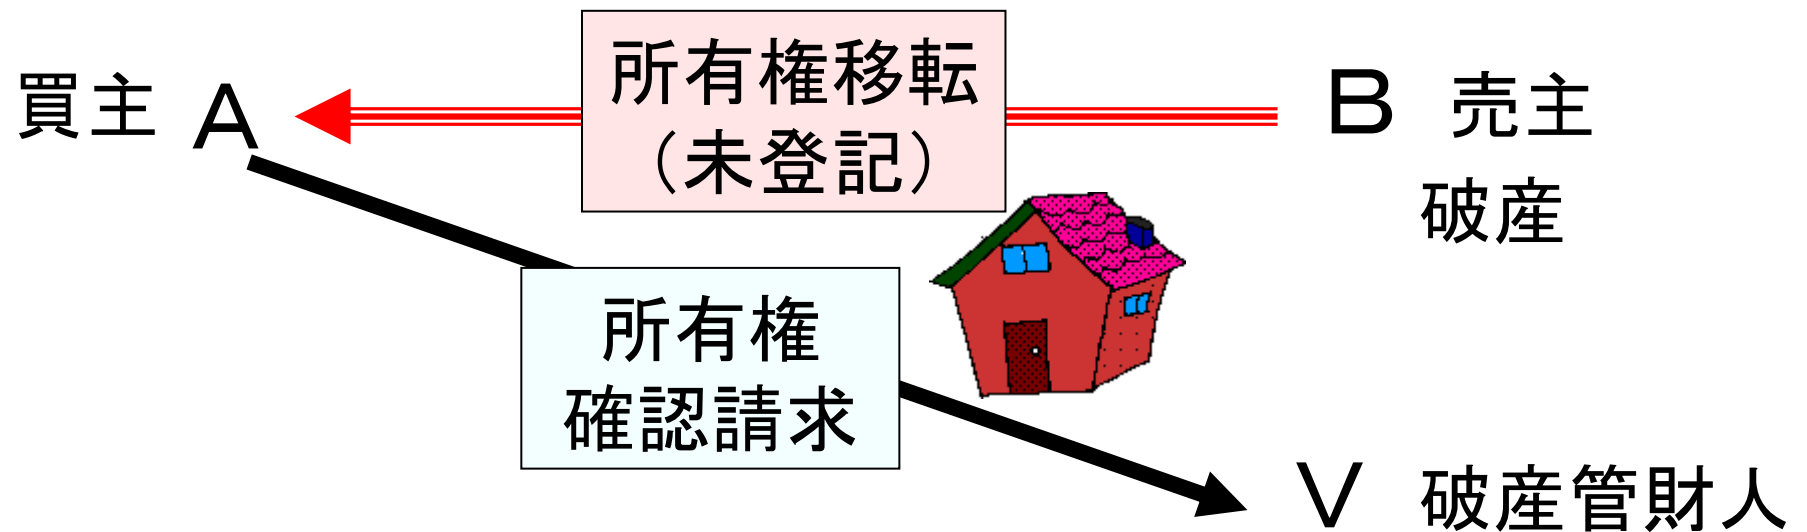 買主 A
所有権移転
（未登記）
B 売主
破産
所有権
確認請求
V 破産管財人